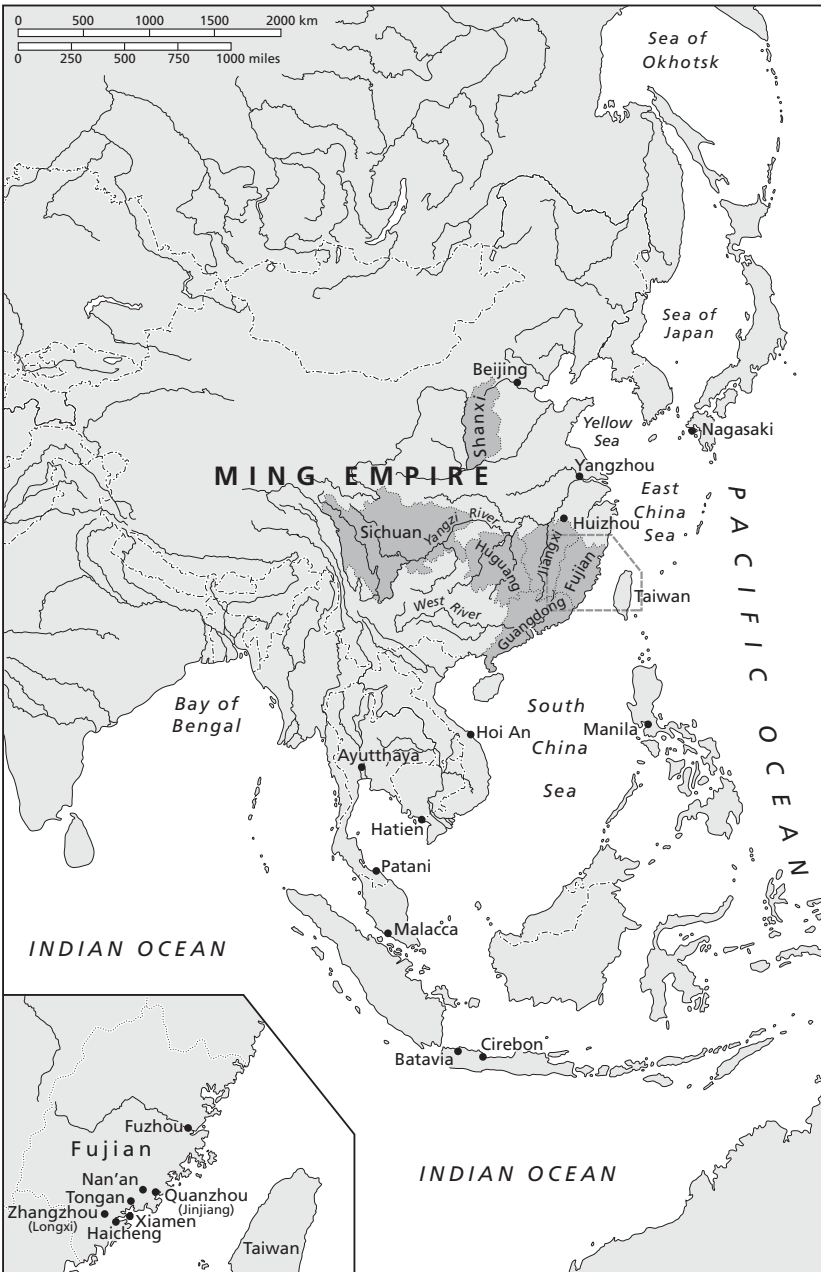 0 500 1000 1500 2000 km
0 250 500 750 1000 miles
Sea of
Okhotsk
Sea of
Japan
Beijing
Shanxi
Yellow
Sea
Nagasaki
MING EMPIRE
Yangzhou
East
China
Sea
Sichuan
Yangzi River
Huizhou
Huguang
Jiangxi
Fujian
Taiwan
West River
Guangdong
PACIFIC OCEAN
Bay of
Bengal
South
China
Sea
Hoi An
Manila
Ayutthaya
Hatien
Patani
Malacca
INDIAN OCEAN
Batavia
Cirebon
INDIAN OCEAN
Fuzhou
Fujian
Nan'an
Tongan
Quanzhou
(Jinjiang)
Zhangzhou
(Longxi)
Xiamen
Haicheng
Taiwan